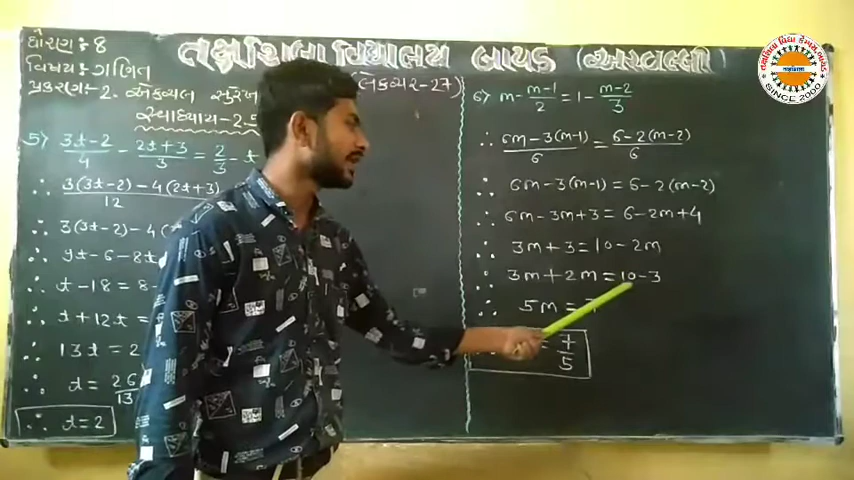 ધોરણ : 8
વિષય : ગણિત
પ્રકરણ-2.
તક્ષશિલા વિદ્યાલય બાયડ (અરવલ્લી)
(લેકચર-27)
સ્વાધ્યાય-2.5
5) 3t-2/4 - 2t+3/3 = 2/3 - t
∴ 3(3t-2) - 4(2t+3)/12
∴ 3(3t-2) - 4(2t+
∴ 9t-6-8t
∴ t-18 = 8
∴ t+12t =
∴ 13t = 2
∴ t = 26/13
∴ t=2
6) m - m-1/2 = 1 - m-2/3
∴ 6m-3(m-1)/6 = 6-2(m-2)/6
∴ 6m-3(m-1) = 6-2(m-2)
∴ 6m-3m+3 = 6-2m+4
∴ 3m+3 = 10-2m
∴ 3m+2m = 10-3
∴ 5m =
7/5